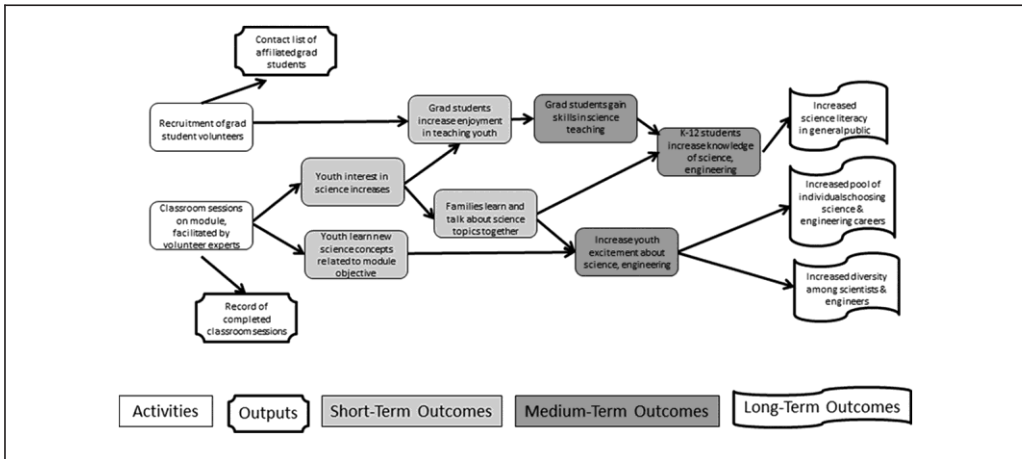 Contact list of
affiliated grad
students
Recruitment of grad
student volunteers
Grad students
increase enjoyment
in teaching youth
Grad students gain
skills in science
teaching
K-12 students
increase knowledge
of science,
engineering
Increased
science literacy
in general public
Youth interest in
science increases
Families learn and
talk about science
topics together
Classroom sessions
on module,
facilitated by
volunteer experts
Youth learn new
science concepts
related to module
objective
Increase youth
excitement about
science, engineering
Increased pool of
individuals choosing
science &
engineering careers
Increased diversity
among scientists &
engineers
Record of
completed
classroom sessions
Activities
Outputs
Short-Term Outcomes
Medium-Term Outcomes
Long-Term Outcomes